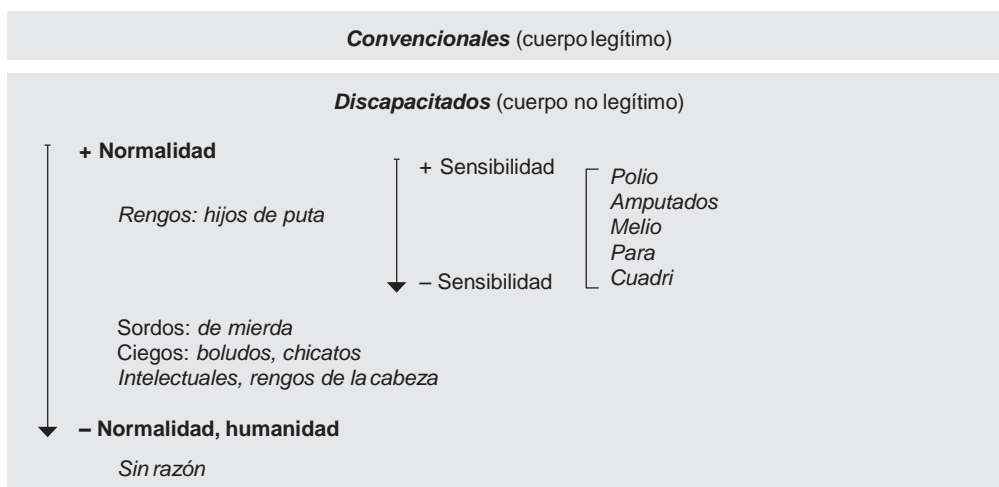 Convencionales (cuerpo legítimo)
Discapacitados (cuerpo no legítimo)
+ Normalidad
+ Sensibilidad
Polio
Amputados
Rengos: hijos de puta
Melio
Para
– Sensibilidad
Cuadri
Sordos: de mierda
Ciegos: boludos, chicatos
Intelectuales, rengos de la cabeza
– Normalidad, humanidad
Sin razón